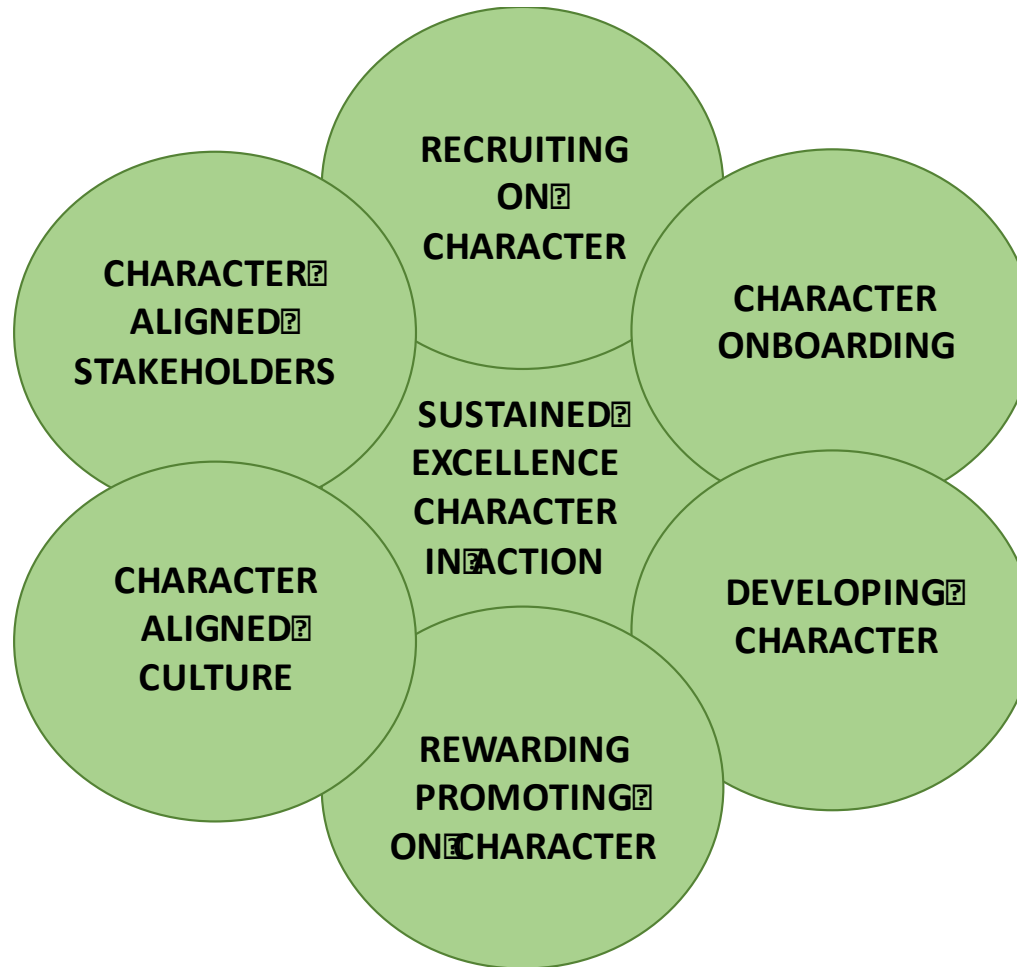 RECRUITING
ON⍰
CHARACTER
CHARACTER
ONBOARDING
DEVELOPING⍰
CHARACTER
REWARDING
PROMOTING⍰
ON⍰CHARACTER
CHARACTER
ALIGNED⍰
CULTURE
CHARACTER⍰
ALIGNED⍰
STAKEHOLDERS
SUSTAINED⍰
EXCELLENCE
CHARACTER
IN⍰ACTION